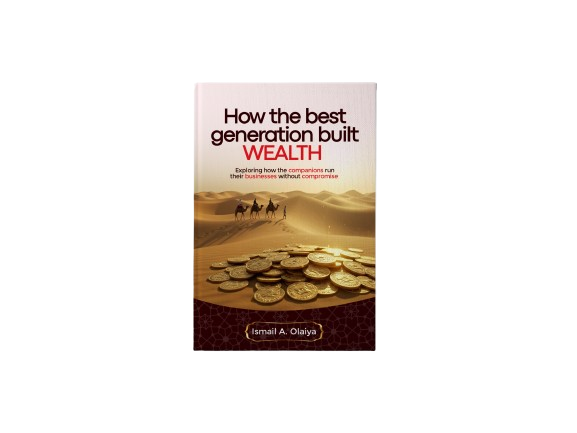 How the best
generation built
WEALTH
Exploring how the companions run
their businesses without compromise
Ismail A. Olaiya